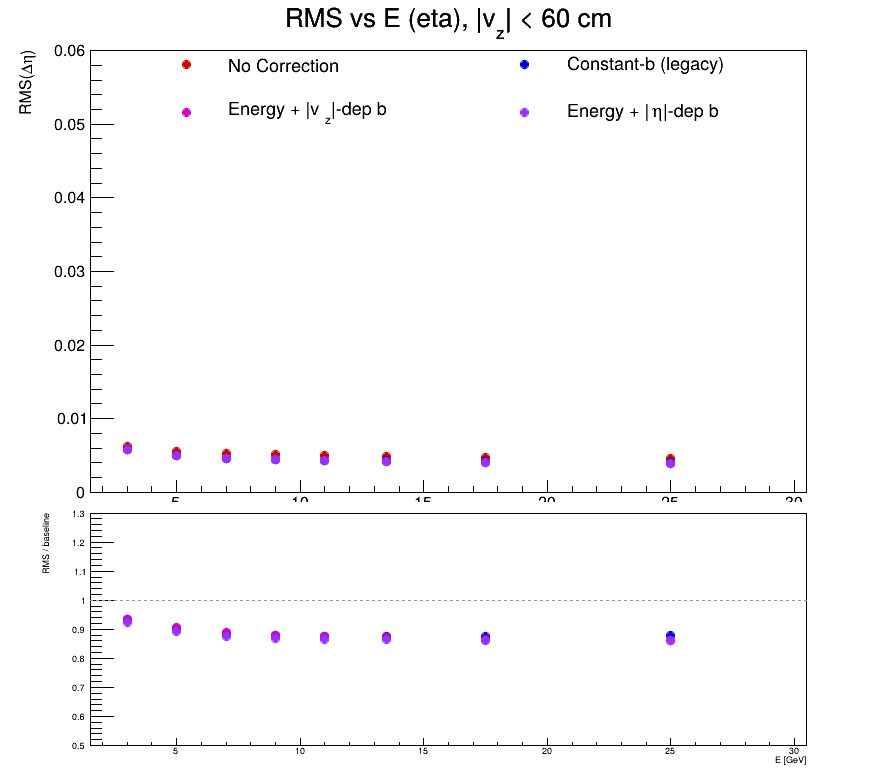 RMS vs E (eta), |v_z| < 60 cm
RMS(Δη)
No Correction
Constant-b (legacy)
Energy + |v_z|-dep b
Energy + |η|-dep b
0.06
0.05
0.04
0.03
0.02
0.01
0
5 10 15 20 25 30
RMS / baseline
1.3
1.2
1.1
1
0.9
0.8
0.7
0.6
0.5
5 10 15 20 25 30
E [GeV]